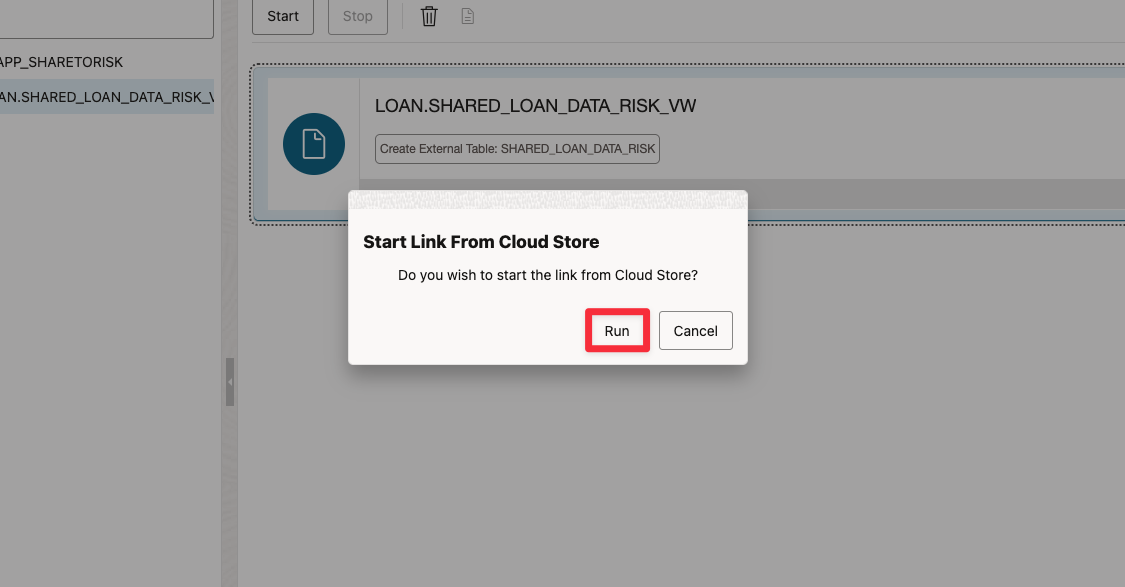 Start
Stop
APP_SHARETORISK
AN.SHARED_LOAN_DATA_RISK_V
LOAN.SHARED_LOAN_DATA_RISK_VW
Create External Table: SHARED_LOAN_DATA_RISK
Start Link From Cloud Store
Do you wish to start the link from Cloud Store?
Run
Cancel